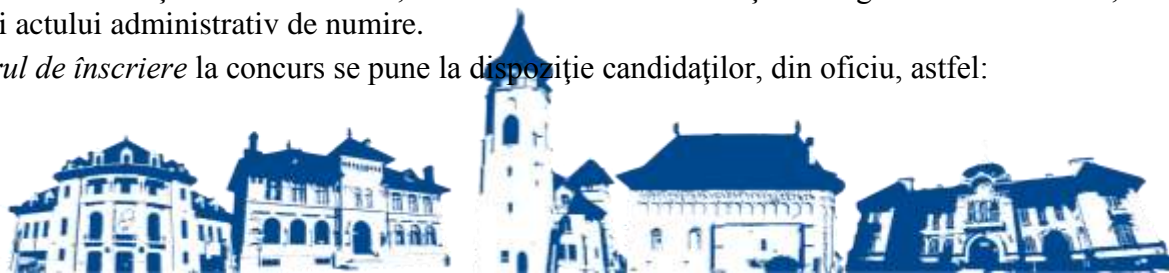 i actului administrativ de numire.
rul de înscriere la concurs se pune la dispoziţie candidaţilor, din oficiu, astfel: